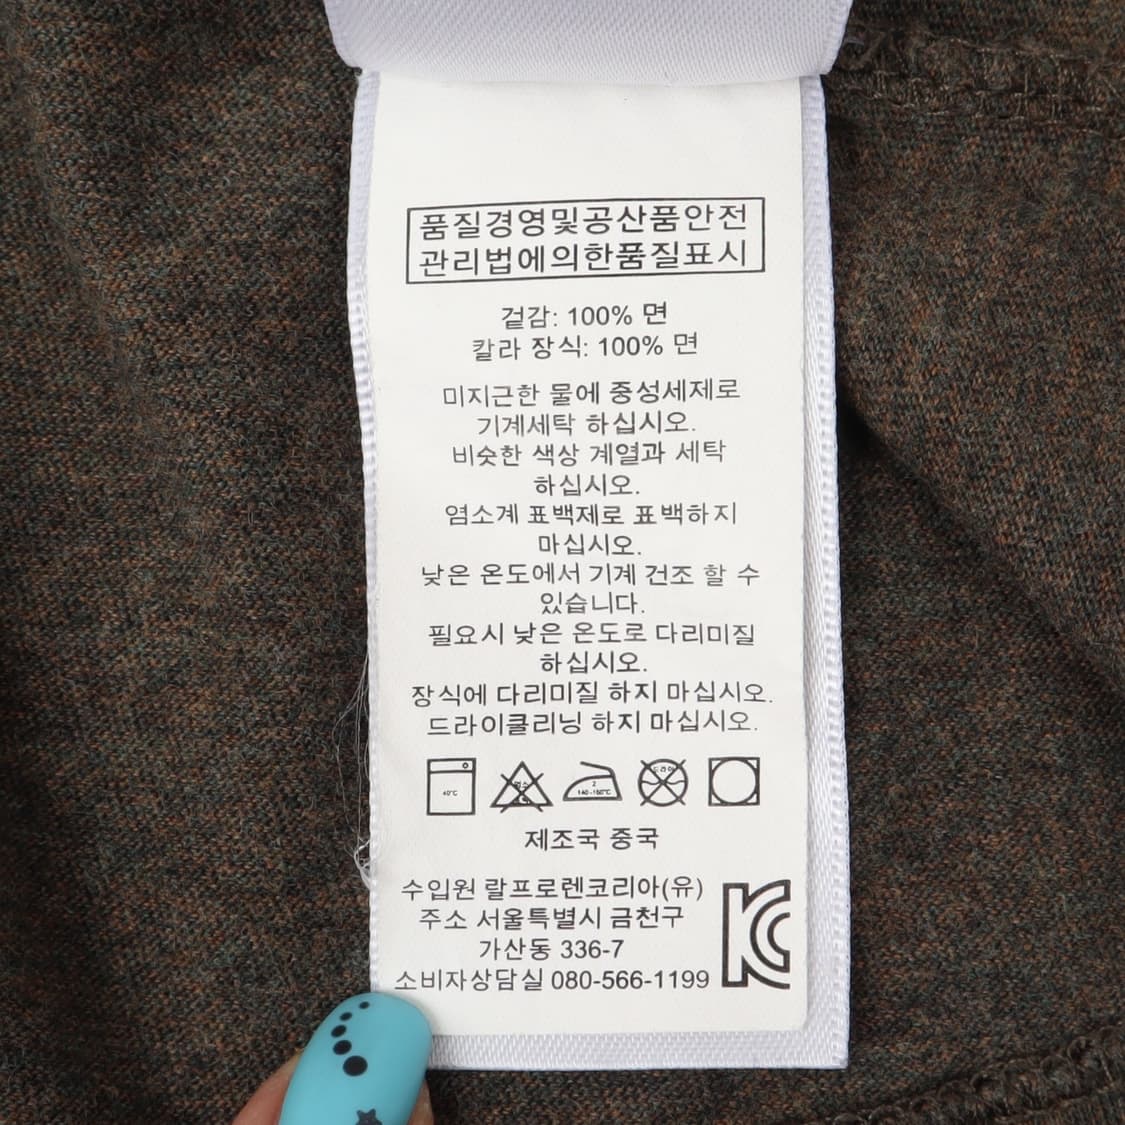 품질경영및공산품안전
관리법에의한품질표시
겉감: 100% 면
칼라 장식: 100% 면
미지근한 물에 중성세제로
기계세탁 하십시오.
비슷한 색상 계열과 세탁
하십시오.
염소계 표백제로 표백하지
마십시오.
낮은 온도에서 기계 건조 할 수
있습니다.
필요시 낮은 온도로 다리미질
하십시오.
장식에 다리미질 하지 마십시오.
드라이클리닝 하지 마십시오.
40℃ 2 140-160℃ 드라이
제조국 중국
수입원 랄프로렌코리아(유)
주소 서울특별시 금천구
가산동 336-7
소비자상담실 080-566-1199
KC